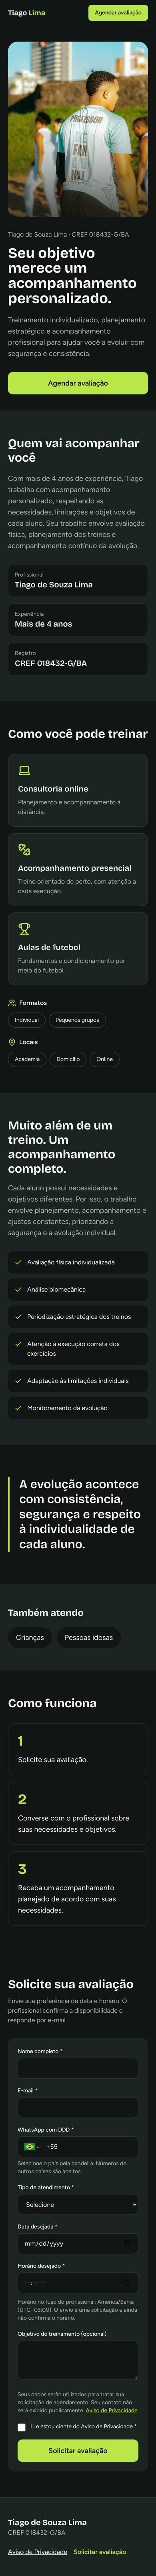 Tiago Lima
Agendar avaliação
PROFESSOR
Tiago de Souza Lima · CREF 018432-G/BA
Seu objetivo
merece um
acompanhamento
personalizado.
Treinamento individualizado, planejamento
estratégico e acompanhamento
profissional para ajudar você a evoluir com
segurança e consistência.
Agendar avaliação
Quem vai acompanhar
você
Com mais de 4 anos de experiência, Tiago
trabalha com acompanhamento
personalizado, respeitando as
necessidades, limitações e objetivos de
cada aluno. Seu trabalho envolve avaliação
física, planejamento dos treinos e
acompanhamento contínuo da evolução.
Profissional
Tiago de Souza Lima
Experiência
Mais de 4 anos
Registro
CREF 018432-G/BA
Como você pode treinar
Consultoria online
Planejamento e acompanhamento à
distância.
Acompanhamento presencial
Treino orientado de perto, com atenção a
cada execução.
Aulas de futebol
Fundamentos e condicionamento por
meio do futebol.
Formatos
Individual
Pequenos grupos
Locais
Academia
Domicílio
Online
Muito além de um
treino. Um
acompanhamento
completo.
Cada aluno possui necessidades e
objetivos diferentes. Por isso, o trabalho
envolve planejamento, acompanhamento e
ajustes constantes, priorizando a
segurança e a evolução individual.
Avaliação física individualizada
Análise biomecânica
Periodização estratégica dos treinos
Atenção à execução correta dos
exercícios
Adaptação às limitações individuais
Monitoramento da evolução
A evolução acontece
com consistência,
segurança e respeito
à individualidade de
cada aluno.
Também atendo
Crianças
Pessoas idosas
Como funciona
1
Solicite sua avaliação.
2
Converse com o profissional sobre
suas necessidades e objetivos.
3
Receba um acompanhamento
planejado de acordo com suas
necessidades.
Solicite sua avaliação
Envie sua preferência de data e horário. O
profissional confirma a disponibilidade e
responde por e-mail.
Nome completo *
E-mail *
WhatsApp com DDD *
+55
Selecione o país pela bandeira. Números de
outros países são aceitos.
Tipo de atendimento *
Selecione
Data desejada *
mm/dd/yyyy
Horário desejado *
--:-- --
Horário no fuso do profissional: America/Bahia
(UTC-03:00). O envio é uma solicitação e ainda
não confirma o horário.
Objetivo do treinamento (opcional)
Seus dados serão utilizados para tratar sua
solicitação de agendamento. Seu contato não
será exibido publicamente. Aviso de Privacidade
Li e estou ciente do Aviso de Privacidade *
Solicitar avaliação
Tiago de Souza Lima
CREF 018432-G/BA
Aviso de Privacidade
Solicitar avaliação